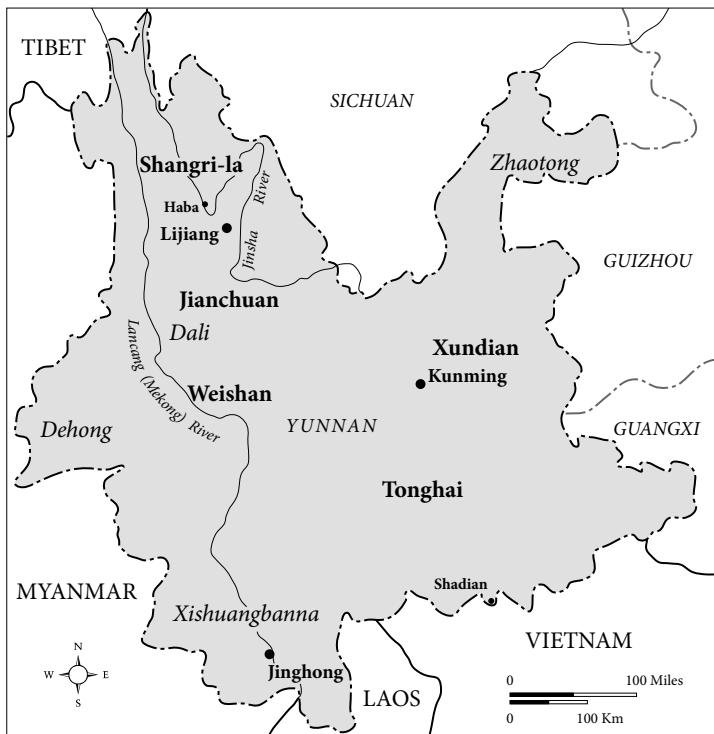 TIBET
SICHUAN
Zhaotong
Shangri-la
Haba
Lijiang
Jinsha River
GUIZHOU
Jianchuan
Dali
Xundian
Kunming
Lancang (Mekong) River
Weishan
YUNNAN
Dehong
GUANGXI
Tonghai
MYANMAR
Shadian
Xishuangbanna
VIETNAM
Jinghong
LAOS
N
W E
S
0 100 Miles
0 100 Km